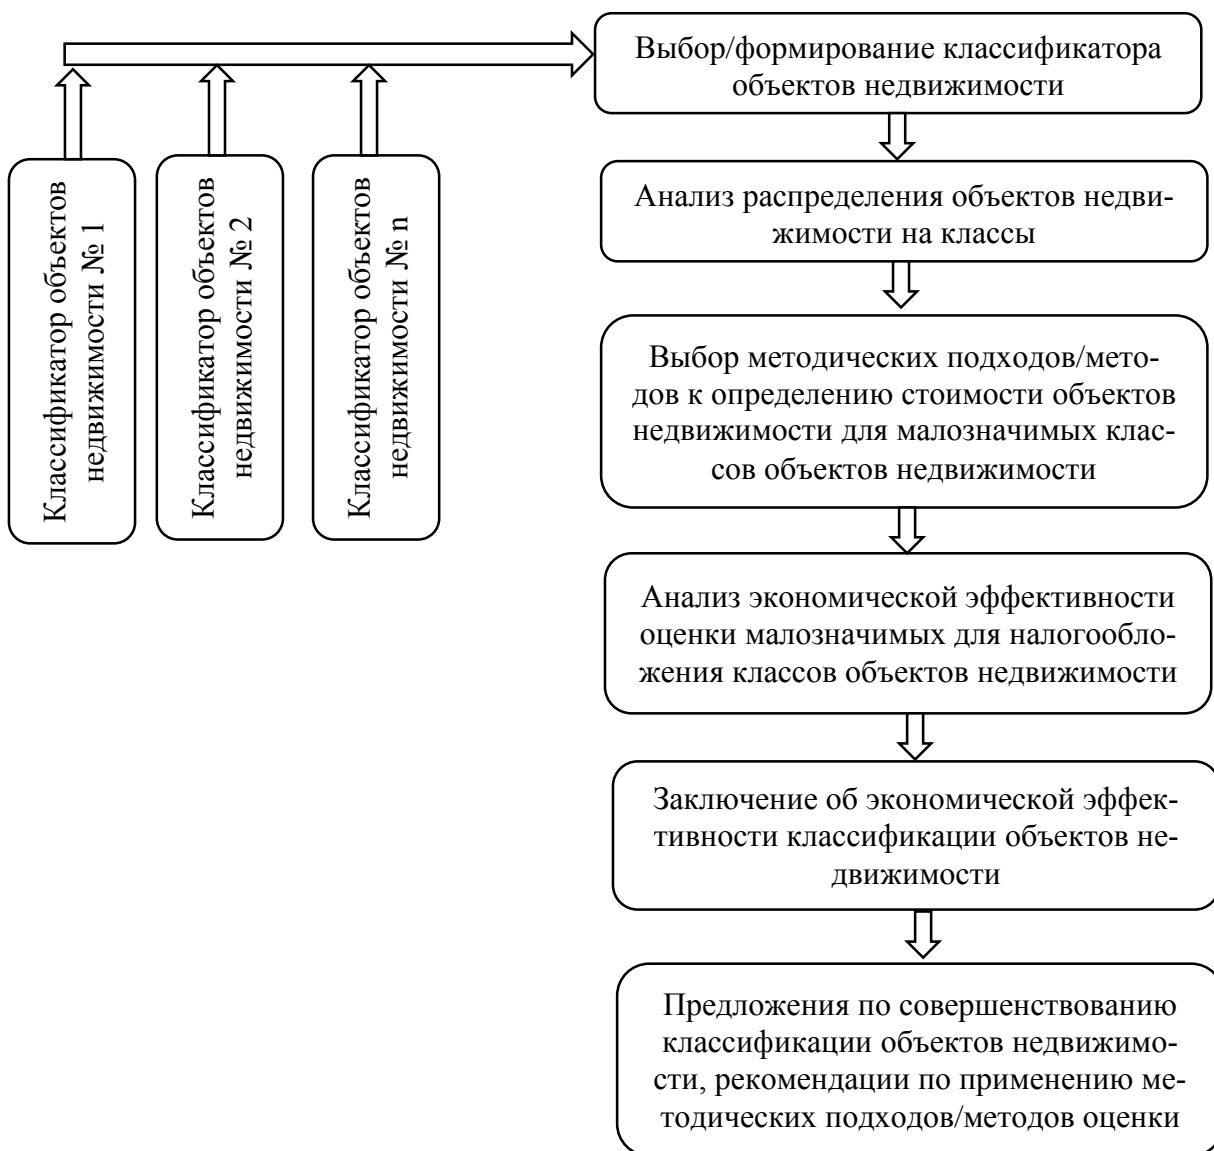 Выбор/формирование классификатора
объектов недвижимости
Классификатор объектов
недвижимости № 1
Классификатор объектов
недвижимости № 2
Классификатор объектов
недвижимости № n
Анализ распределения объектов недви-
жимости на классы
Выбор методических подходов/мето-
дов к определению стоимости объектов
недвижимости для малозначимых клас-
сов объектов недвижимости
Анализ экономической эффективности
оценки малозначимых для налогообло-
жения классов объектов недвижимости
Заключение об экономической эффек-
тивности классификации объектов не-
движимости
Предложения по совершенствованию
классификации объектов недвижимо-
сти, рекомендации по применению ме-
тодических подходов/методов оценки